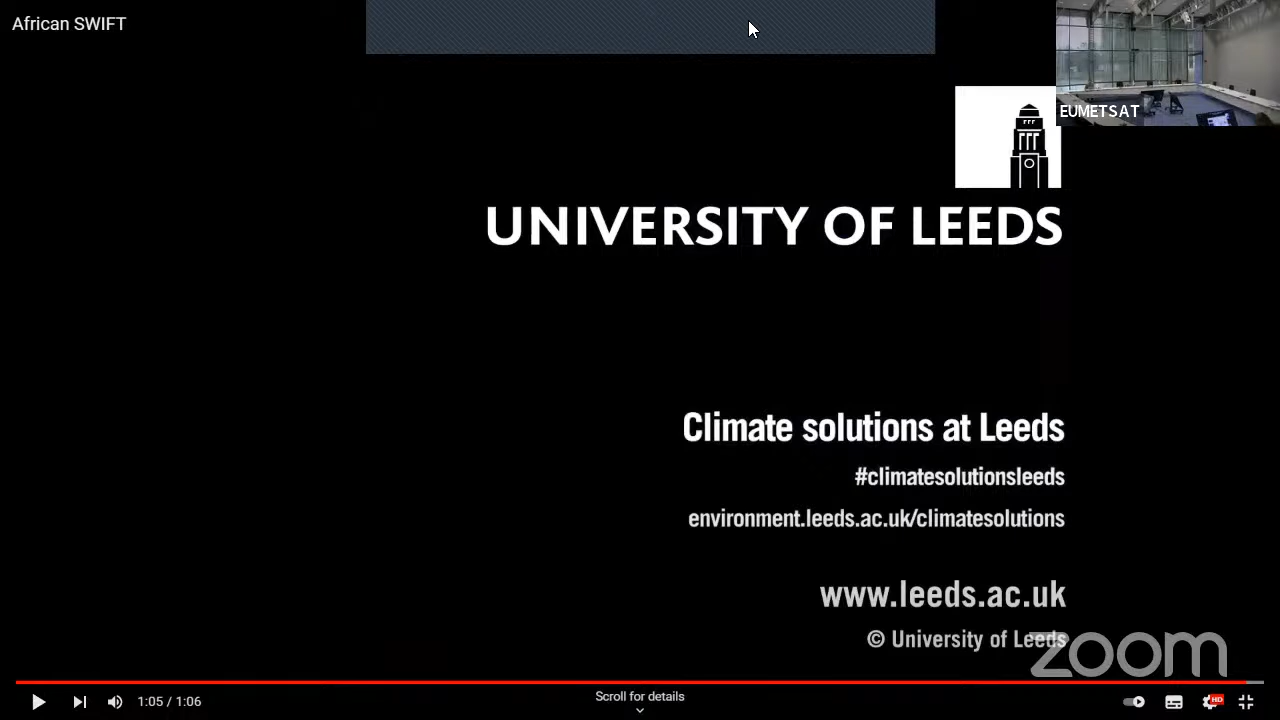 African SWIFT
EUMETSAT
UNIVERSITY OF LEEDS
Climate solutions at Leeds
#climatesolutionsleeds
environment.leeds.ac.uk/climatesolutions
www.leeds.ac.uk
© University of Leeds
zoom
1:05 / 1:06
Scroll for details
HD